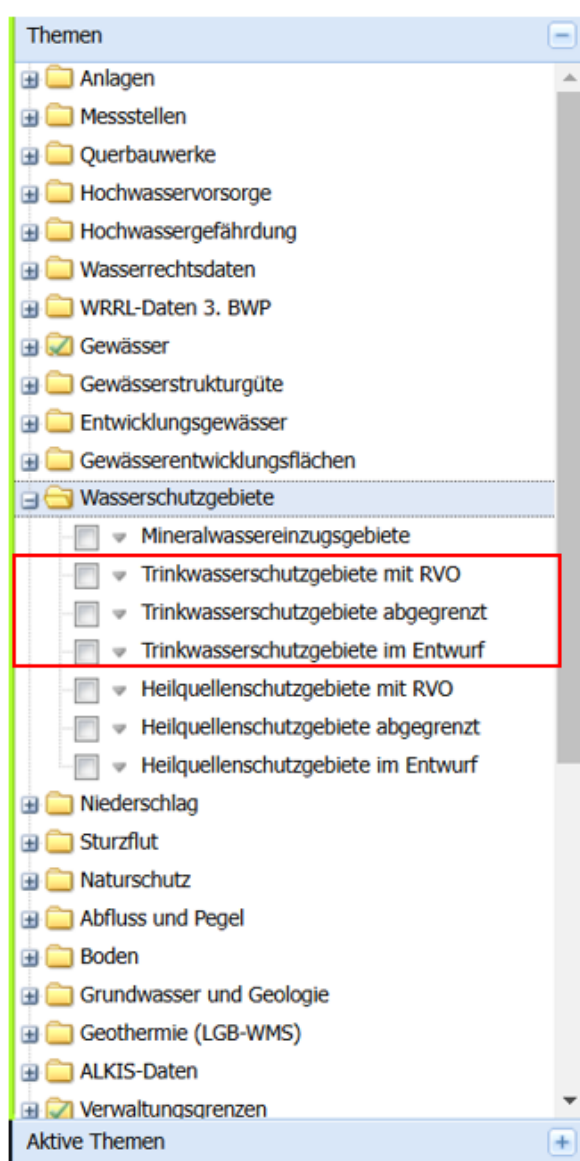 Themen
Anlagen
Messstellen
Querbauwerke
Hochwasservorsorge
Hochwassergefährdung
Wasserrechtsdaten
WRRL-Daten 3. BWP
Gewässer
Gewässerstrukturgüte
Entwicklungsgewässer
Gewässerentwicklungsflächen
Wasserschutzgebiete
Mineralwassereinzugsgebiete
Trinkwasserschutzgebiete mit RVO
Trinkwasserschutzgebiete abgegrenzt
Trinkwasserschutzgebiete im Entwurf
Heilquellenschutzgebiete mit RVO
Heilquellenschutzgebiete abgegrenzt
Heilquellenschutzgebiete im Entwurf
Niederschlag
Sturzflut
Naturschutz
Abfluss und Pegel
Boden
Grundwasser und Geologie
Geothermie (LGB-WMS)
ALKIS-Daten
Verwaltungsgrenzen
Aktive Themen